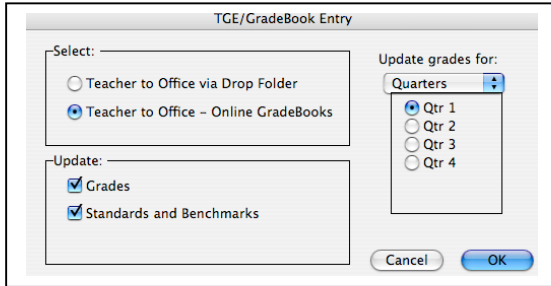 TGE/GradeBook Entry
Select:
Teacher to Office via Drop Folder
Teacher to Office – Online GradeBooks
Update:
Grades
Standards and Benchmarks
Update grades for:
Quarters
Qtr 1
Qtr 2
Qtr 3
Qtr 4
Cancel
OK